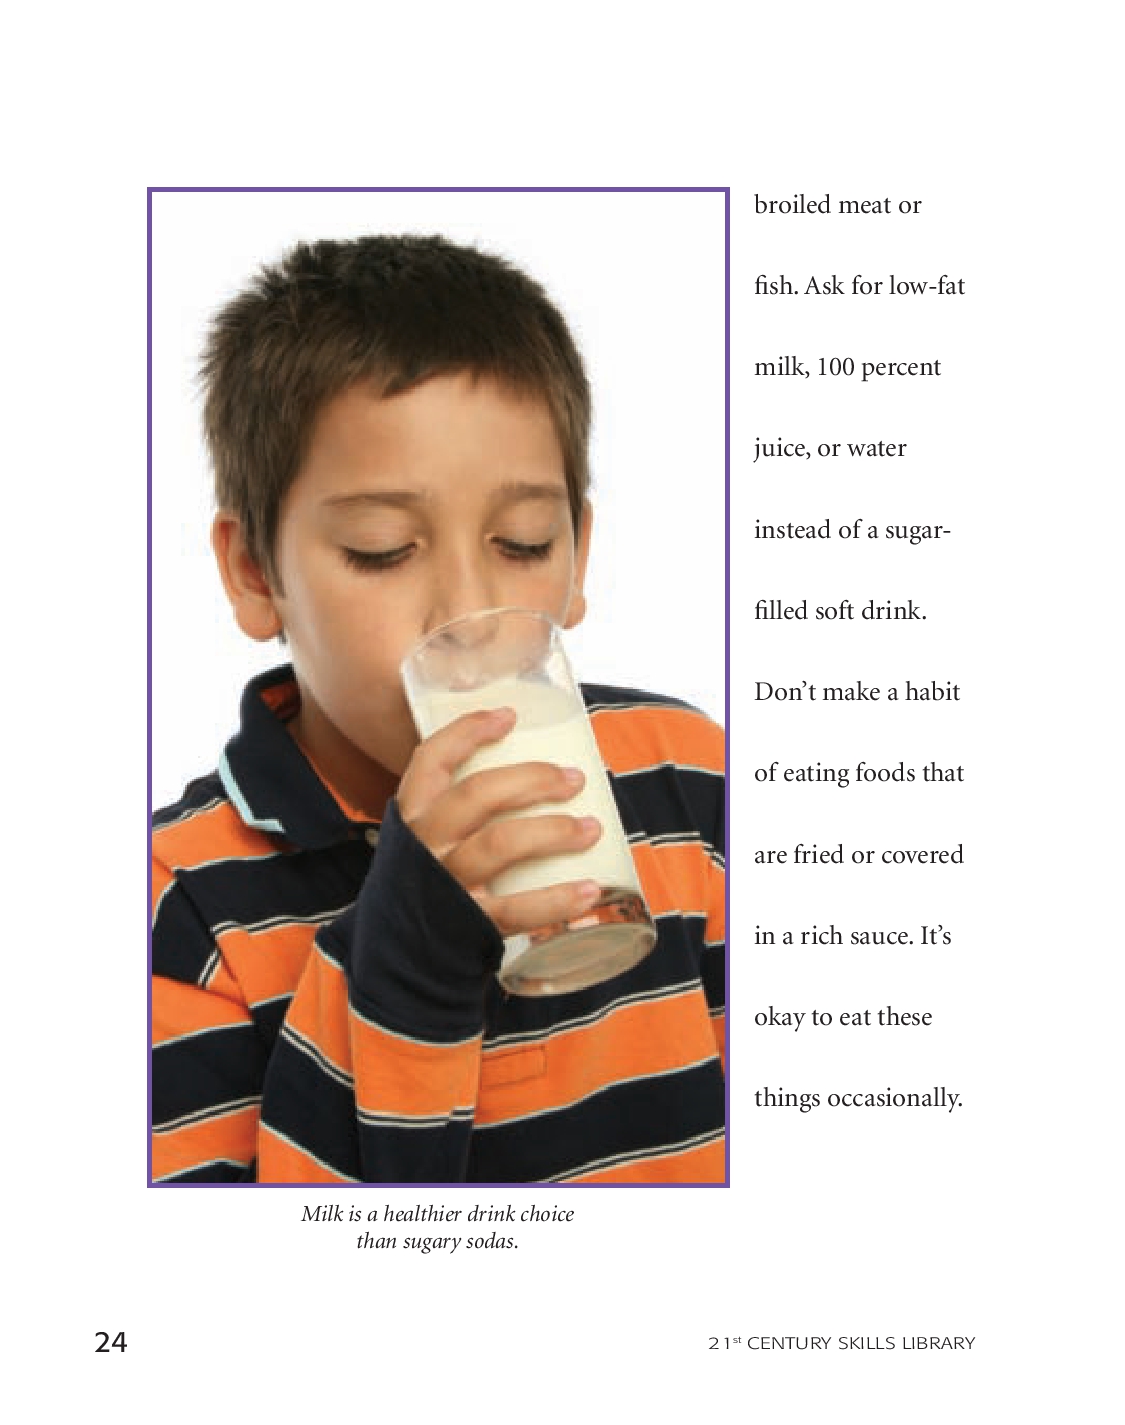 broiled meat or
fish. Ask for low-fat
milk, 100 percent
juice, or water
instead of a sugar-
filled soft drink.
Don’t make a habit
of eating foods that
are fried or covered
in a rich sauce. It’s
okay to eat these
things occasionally.
Milk is a healthier drink choice
than sugary sodas.
24
21st CENTURY SKILLS LIBRARY